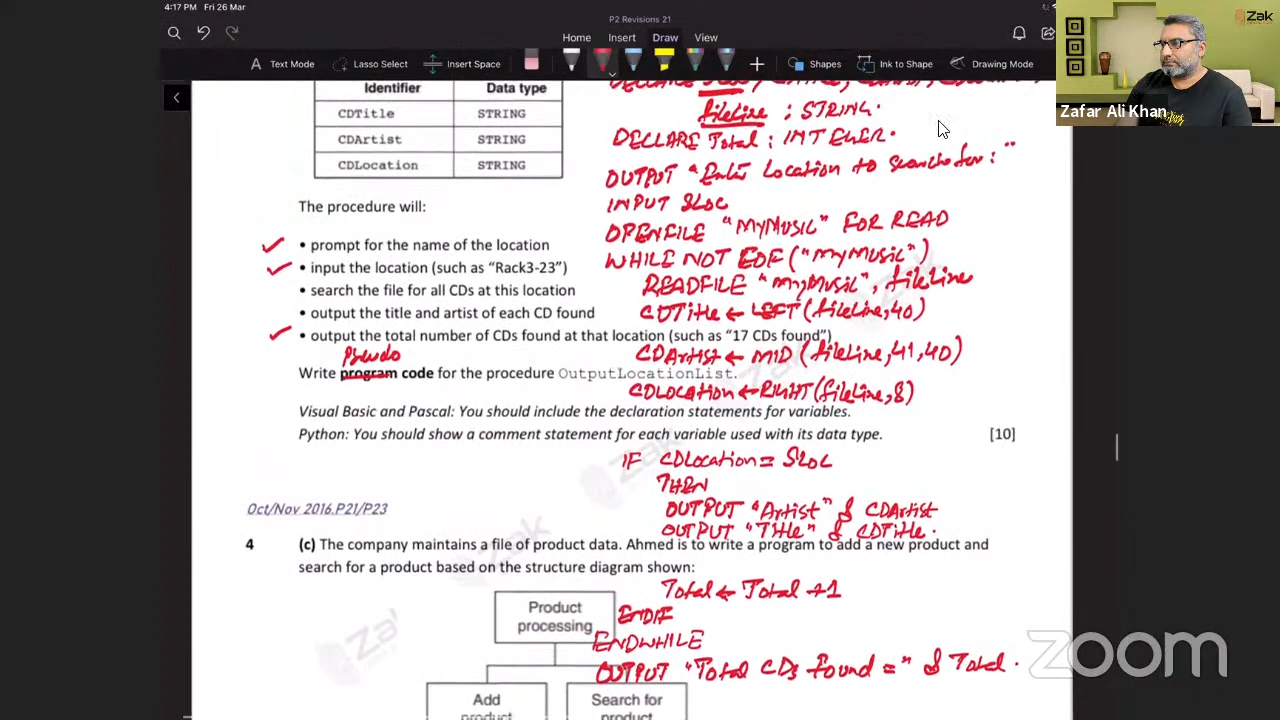 4:17 PM Fri 26 Mar
P2 Revisions 21
Home Insert Draw View
Text Mode Lasso Select Insert Space Shapes Ink to Shape Drawing Mode
Zak
Zafar Ali Khan
Identifier Data type
CDTitle STRING
CDArtist STRING
CDLocation STRING
The procedure will:
• prompt for the name of the location
• input the location (such as "Rack3-23")
• search the file for all CDs at this location
• output the title and artist of each CD found
• output the total number of CDs found at that location (such as "17 CDs found")
Pseudo
Write program code for the procedure OutputLocationList.
Visual Basic and Pascal: You should include the declaration statements for variables.
Python: You should show a comment statement for each variable used with its data type.
[10]
Oct/Nov 2016.P21/P23
4 (c) The company maintains a file of product data. Ahmed is to write a program to add a new product and
search for a product based on the structure diagram shown:
Product
processing
Add
product
Search for
product
DECLARE
fileLine : STRING.
DECLARE Total : INTEGER.
OUTPUT "Enter Location to searche for : "
INPUT SLOC
OPENFILE "MyMUSIC" FOR READ
WHILE NOT EOF ("MyMusic")
READFILE "MyMusic", fileLine
CDTitle ← LEFT (fileLine, 40)
CDArtist ← MID (fileLine, 41, 40)
CDLOCATION ← RIGHT (fileLine, 8)
IF CDLocation = SLOC
THEN
OUTPUT "Artist" & CDArtist
OUTPUT "Title" & CDTitle.
Total ← Total +1
ENDIF
ENDWHILE
OUTPUT "Total CDs Found =" & Total.
zoom